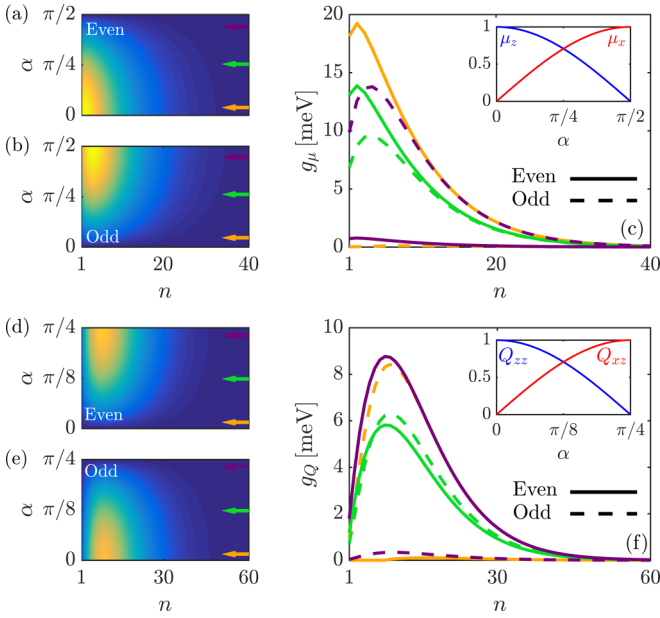 (a)
π/2
Even
α
π/4
0
(b)
π/2
α
π/4
Odd
0
1
20
40
n
20
15
g_μ [meV]
10
5
0
1
20
40
n
1
μ_z
μ_x
0.5
0
0
π/4
π/2
α
Even
Odd
(c)
(d)
π/4
α
π/8
Even
0
(e)
π/4
Odd
α
π/8
0
1
30
60
n
10
8
g_Q [meV]
6
4
2
0
1
30
60
n
1
Q_zz
Q_xz
0.5
0
0
π/8
π/4
α
Even
Odd
(f)